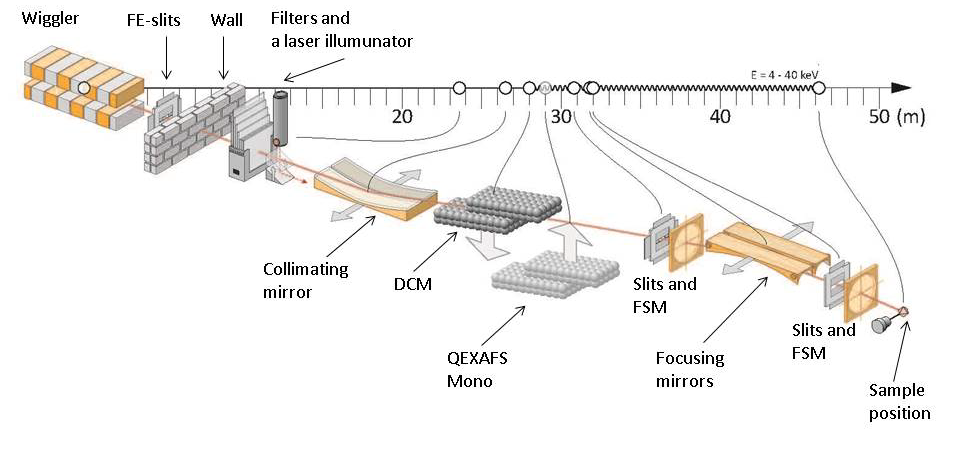 Wiggler
FE-slits
Wall
Filters and
a laser illumunator
E = 4 - 40 keV
20
30
40
50 (m)
Collimating
mirror
DCM
QEXAFS
Mono
Slits and
FSM
Focusing
mirrors
Slits and
FSM
Sample
position